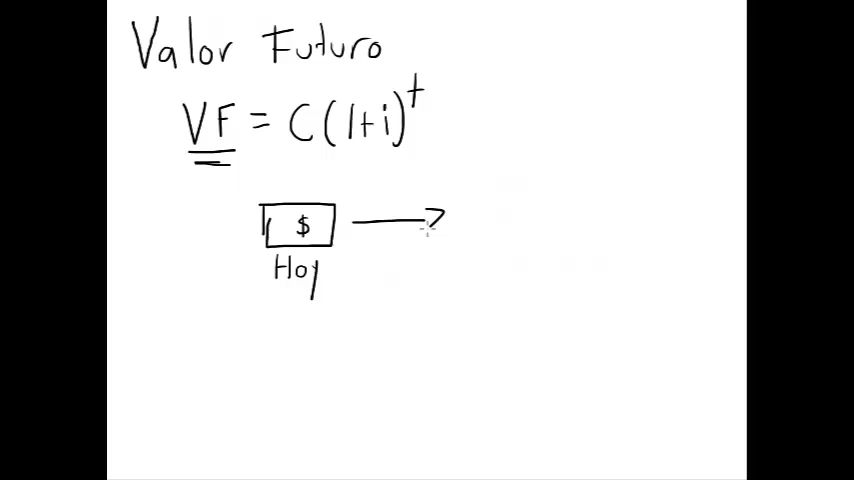 Valor Futuro
VF = C(1+i)^t
$
Hoy